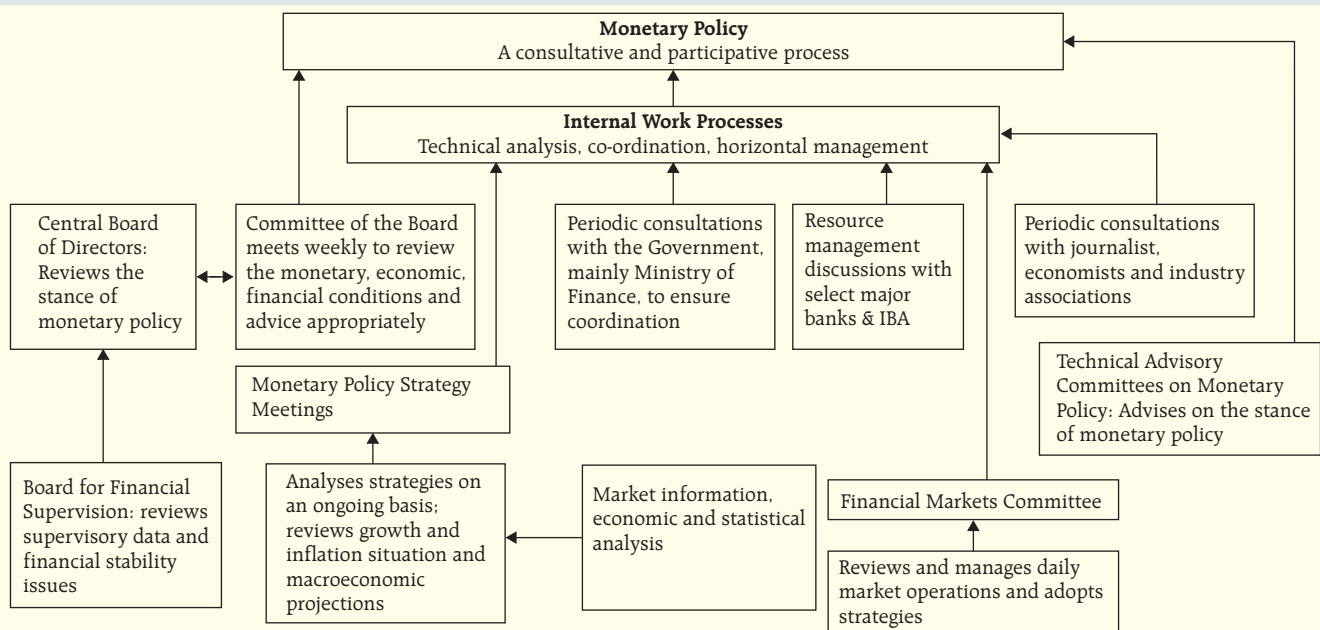 Monetary Policy
A consultative and participative process
Internal Work Processes
Technical analysis, co-ordination, horizontal management
Central Board
of Directors:
Reviews the
stance of
monetary policy
Committee of the Board
meets weekly to review
the monetary, economic,
financial conditions and
advice appropriately
Periodic consultations
with the Government,
mainly Ministry of
Finance, to ensure
coordination
Resource
management
discussions with
select major
banks & IBA
Periodic consultations
with journalist,
economists and industry
associations
Technical Advisory
Committees on Monetary
Policy: Advises on the stance
of monetary policy
Monetary Policy Strategy
Meetings
Board for Financial
Supervision: reviews
supervisory data and
financial stability
issues
Analyses strategies on
an ongoing basis;
reviews growth and
inflation situation and
macroeconomic
projections
Market information,
economic and statistical
analysis
Financial Markets Committee
Reviews and manages daily
market operations and adopts
strategies